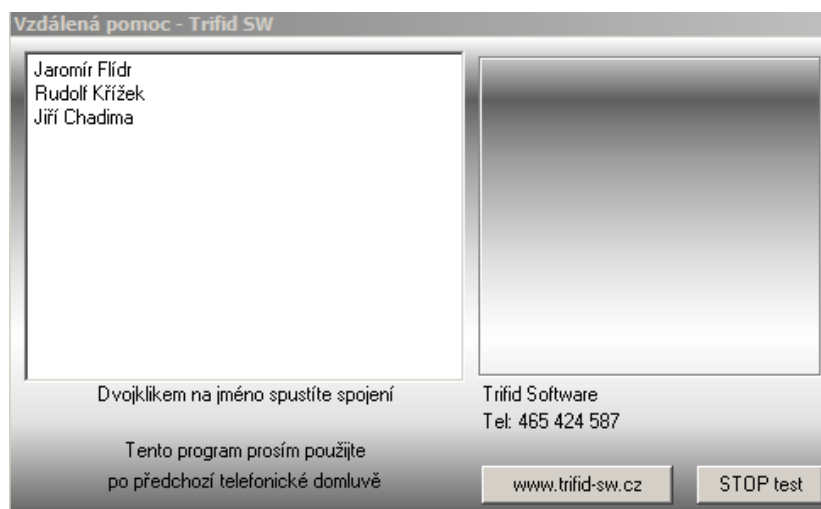 Vzdálená pomoc - Trifid SW
Jaromír Flídr
Rudolf Křížek
Jiří Chadima
Dvojklikem na jméno spustíte spojení
Tento program prosím použijte
po předchozí telefonické domluvě
Trifid Software
Tel: 465 424 587
www.trifid-sw.cz
STOP test